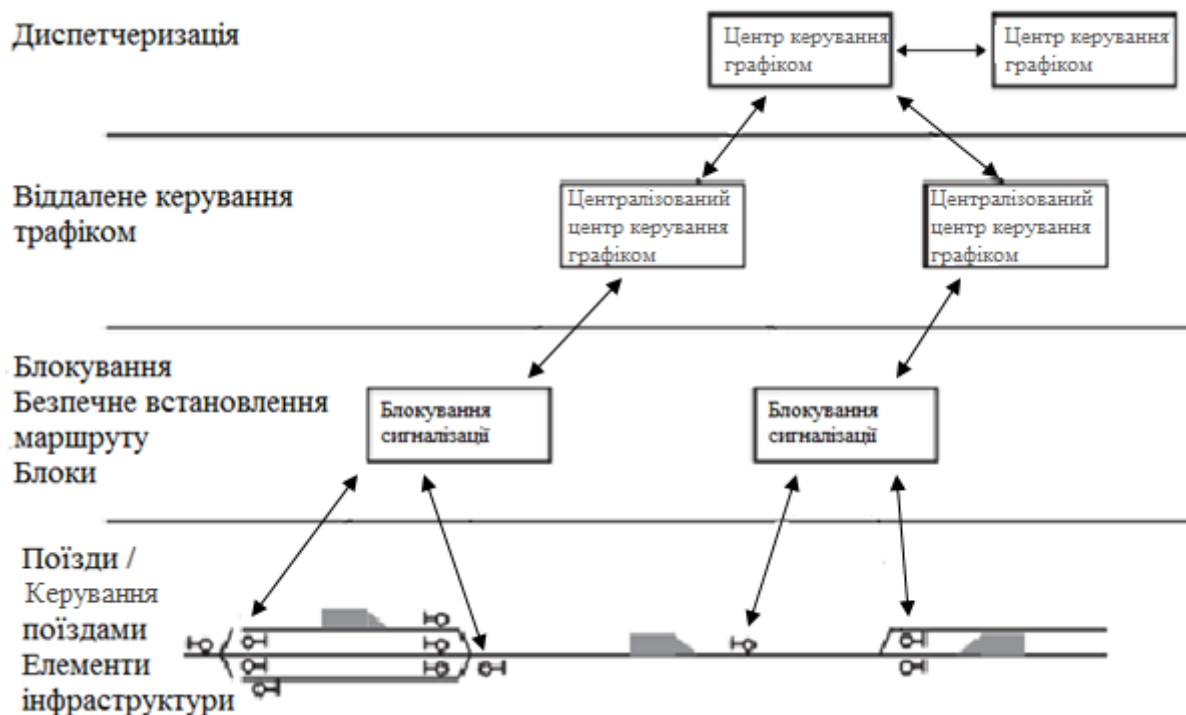 Диспетчеризація
Центр керування
графіком
Центр керування
графіком
Віддалене керування
трафіком
Централізований
центр керування
графіком
Централізований
центр керування
графіком
Блокування
Безпечне встановлення
маршруту
Блоки
Блокування
сигналізації
Блокування
сигналізації
Поїзди /
Керування
поїздами
Елементи
інфраструктури